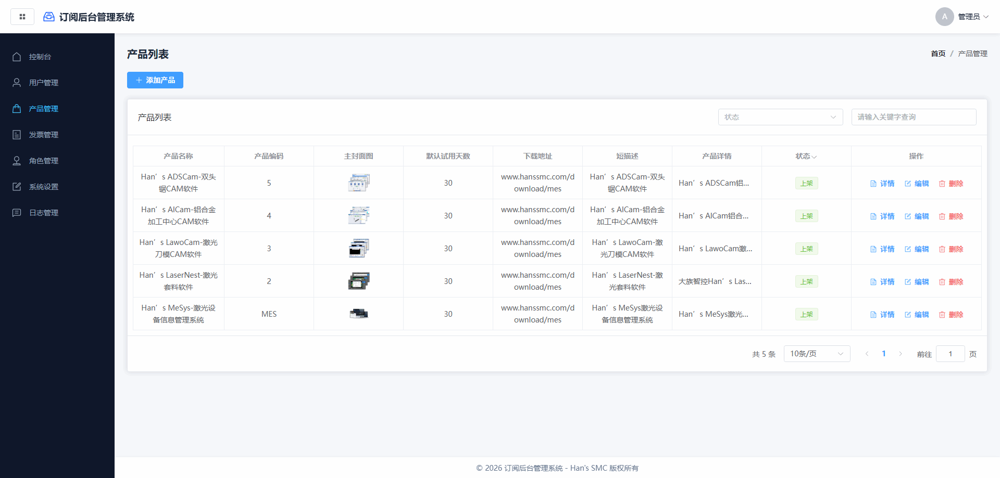 订阅后台管理系统
A 管理员
控制台
用户管理
产品管理
发票管理
角色管理
系统设置
日志管理
产品列表
首页 / 产品管理
添加产品
产品列表
状态
请输入关键字查询
产品名称 产品编码 主封面图 默认试用天数 下载地址 短描述 产品详情 状态 操作
Han’s ADSCam-双头
锯CAM软件
5
30
www.hanssmc.com/d
ownload/mes
Han’s ADSCam-双头
锯CAM软件
Han’s ADSCam铝...
上架
详情 编辑 删除
Han’s AICam-铝合金
加工中心CAM软件
4
30
www.hanssmc.com/d
ownload/mes
Han’s AICam-铝合金
加工中心CAM软件
Han’s AICam铝合...
上架
详情 编辑 删除
Han’s LawoCam-激光
刀模CAM软件
3
30
www.hanssmc.com/d
ownload/mes
Han’s LawoCam-激
光刀模CAM软件
Han’s LawoCam激...
上架
详情 编辑 删除
Han’s LaserNest-激光
套料软件
2
30
www.hanssmc.com/d
ownload/mes
Han’s LaserNest-激
光套料软件
大族智控Han’s Las...
上架
详情 编辑 删除
Han’s MeSys-激光设
备信息管理系统
MES
30
www.hanssmc.com/d
ownload/mes
Han’s MeSys激光设
备信息管理系统
Han’s MeSys激光...
上架
详情 编辑 删除
共 5 条 10条/页 1 前往 1 页
© 2026 订阅后台管理系统 - Han's SMC 版权所有